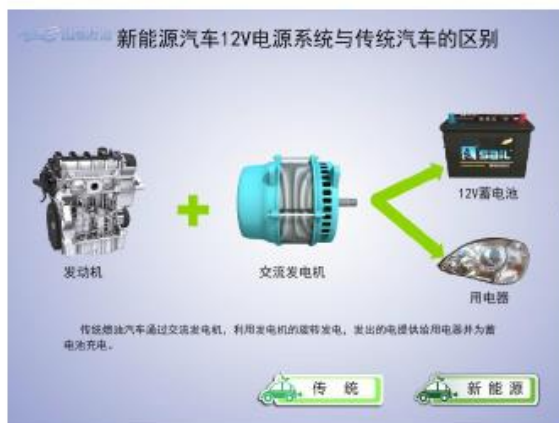 新能源汽车12V电源系统与传统汽车的区别
Sail
12V蓄电池
发动机
交流发电机
用电器
传统燃油汽车通过交流发电机，利用发电机的旋转发电，发出的电提供给用电器并为蓄
电池充电。
传 统
新 能 源